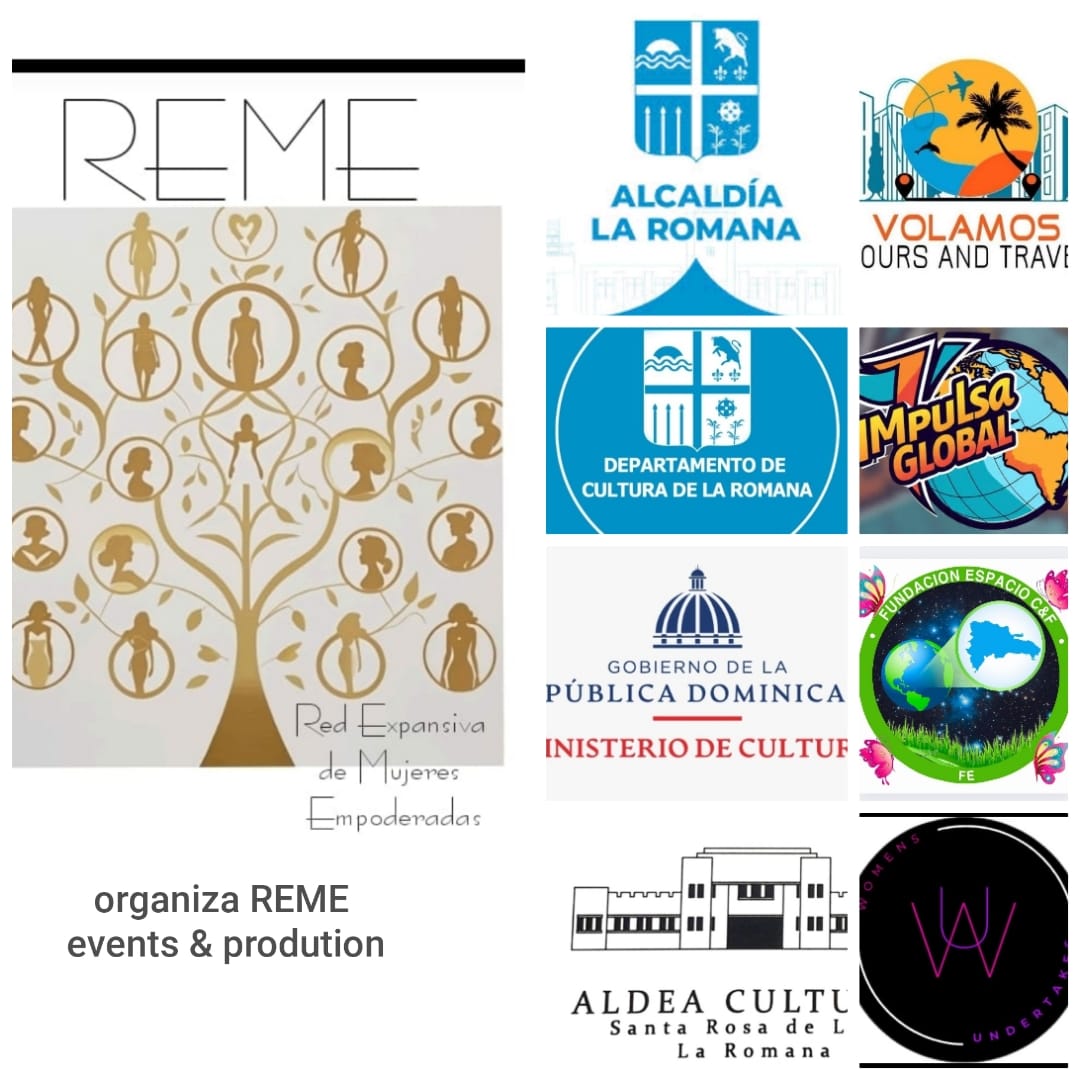 REME
Red Expansiva
de Mujeres
Empoderadas
organiza REME
events & prodution
ALCALDÍA
LA ROMANA
VOLAMOS
OURS AND TRAVE
DEPARTAMENTO DE
CULTURA DE LA ROMANA
IMPULSA
GLOBAL
GOBIERNO DE LA
PÚBLICA DOMINICA
INISTERIO DE CULTUR
FUNDACION ESPACIO C&F
FE
ALDEA CULTU
Santa Rosa de L
La Romana
WOMENS
UW
UNDERTAKE